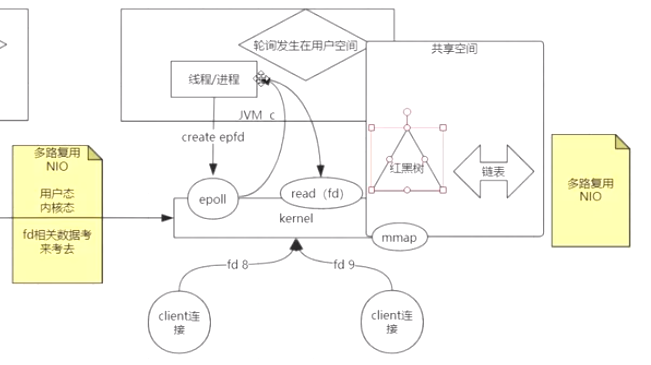 轮询发生在用户空间
共享空间
线程/进程
JVM c
create epfd
多路复用
NIO
用户态
内核态
fd相关数据考
来考去
epoll
read（fd）
kernel
红黑树
链表
mmap
多路复用
NIO
fd 8
fd 9
client连
接
client连
接